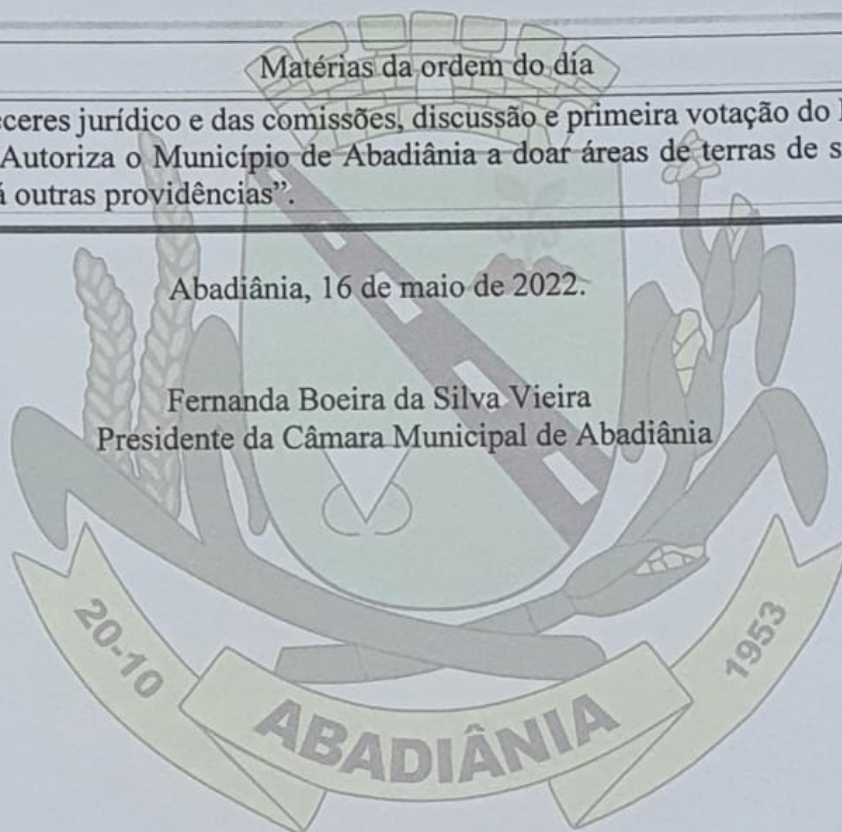 Matérias da ordem do dia
ceres jurídico e das comissões, discussão e primeira votação do
Autoriza o Município de Abadiânia a doar áreas de terras de s
á outras providências”.
Abadiânia, 16 de maio de 2022.
Fernanda Boeira da Silva Vieira
Presidente da Câmara Municipal de Abadiânia
20-10
ABADIÂNIA
1953